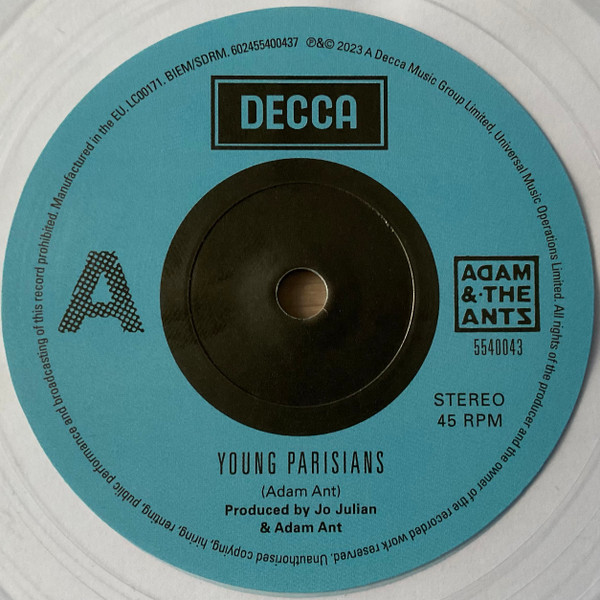 Manufactured in the EU. LC00171. BIEM/SDRM. 602455400437 ℗&© 2023 A Decca Music Group Limited, Universal Music Operations Limited. All rights of the producer and the owner of the recorded work reserved. Unauthorised copying, hiring, renting, public performance and broadcasting of this record prohibited.
DECCA
A
ADAM
& THE
ANTZ
5540043
STEREO
45 RPM
YOUNG PARISIANS
(Adam Ant)
Produced by Jo Julian
& Adam Ant